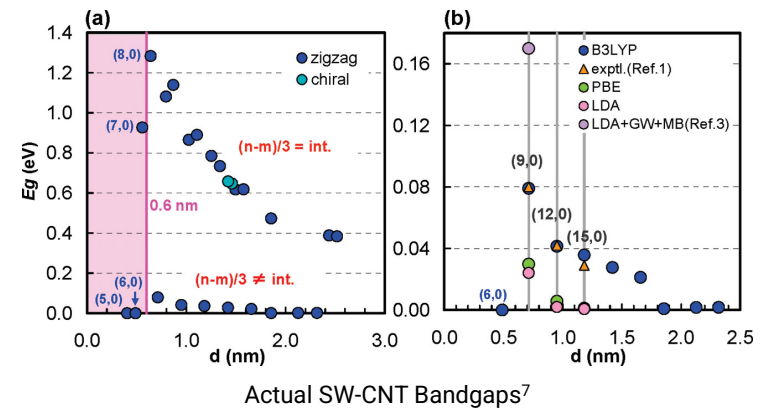 (a)
1.4
1.2
1.0
0.8
0.6
0.4
0.2
0.0
Eg (eV)
(8,0)
(7,0)
(6,0)
(5,0)
0.6 nm
zigzag
chiral
(n-m)/3 = int.
(n-m)/3 ≠ int.
0.0
1.0
2.0
3.0
d (nm)
(b)
0.16
0.12
0.08
0.04
0.00
B3LYP
exptl.(Ref.1)
PBE
LDA
LDA+GW+MB(Ref.3)
(9,0)
(12,0)
(15,0)
(6,0)
0.0
0.5
1.0
1.5
2.0
2.5
d (nm)
Actual SW-CNT Bandgaps⁷